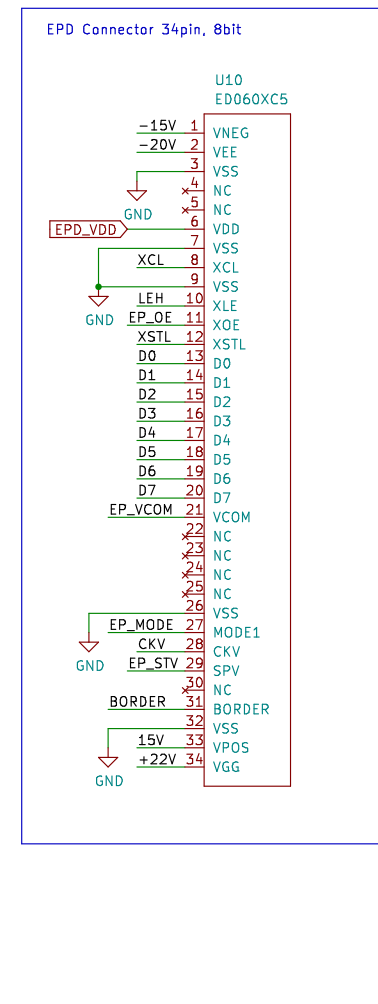 EPD Connector 34pin, 8bit
U10
ED060XC5
-15V 1 VNEG
-20V 2 VEE
3 VSS
4 NC
GND
5 NC
EPD_VDD 6 VDD
7 VSS
XCL 8 XCL
9 VSS
LEH 10 XLE
GND
EP_OE 11 XOE
XSTL 12 XSTL
D0 13 D0
D1 14 D1
D2 15 D2
D3 16 D3
D4 17 D4
D5 18 D5
D6 19 D6
D7 20 D7
EP_VCOM 21 VCOM
22 NC
23 NC
24 NC
25 NC
26 VSS
EP_MODE 27 MODE1
CKV 28 CKV
GND
EP_STV 29 SPV
30 NC
BORDER 31 BORDER
32 VSS
15V 33 VPOS
+22V 34 VGG
GND